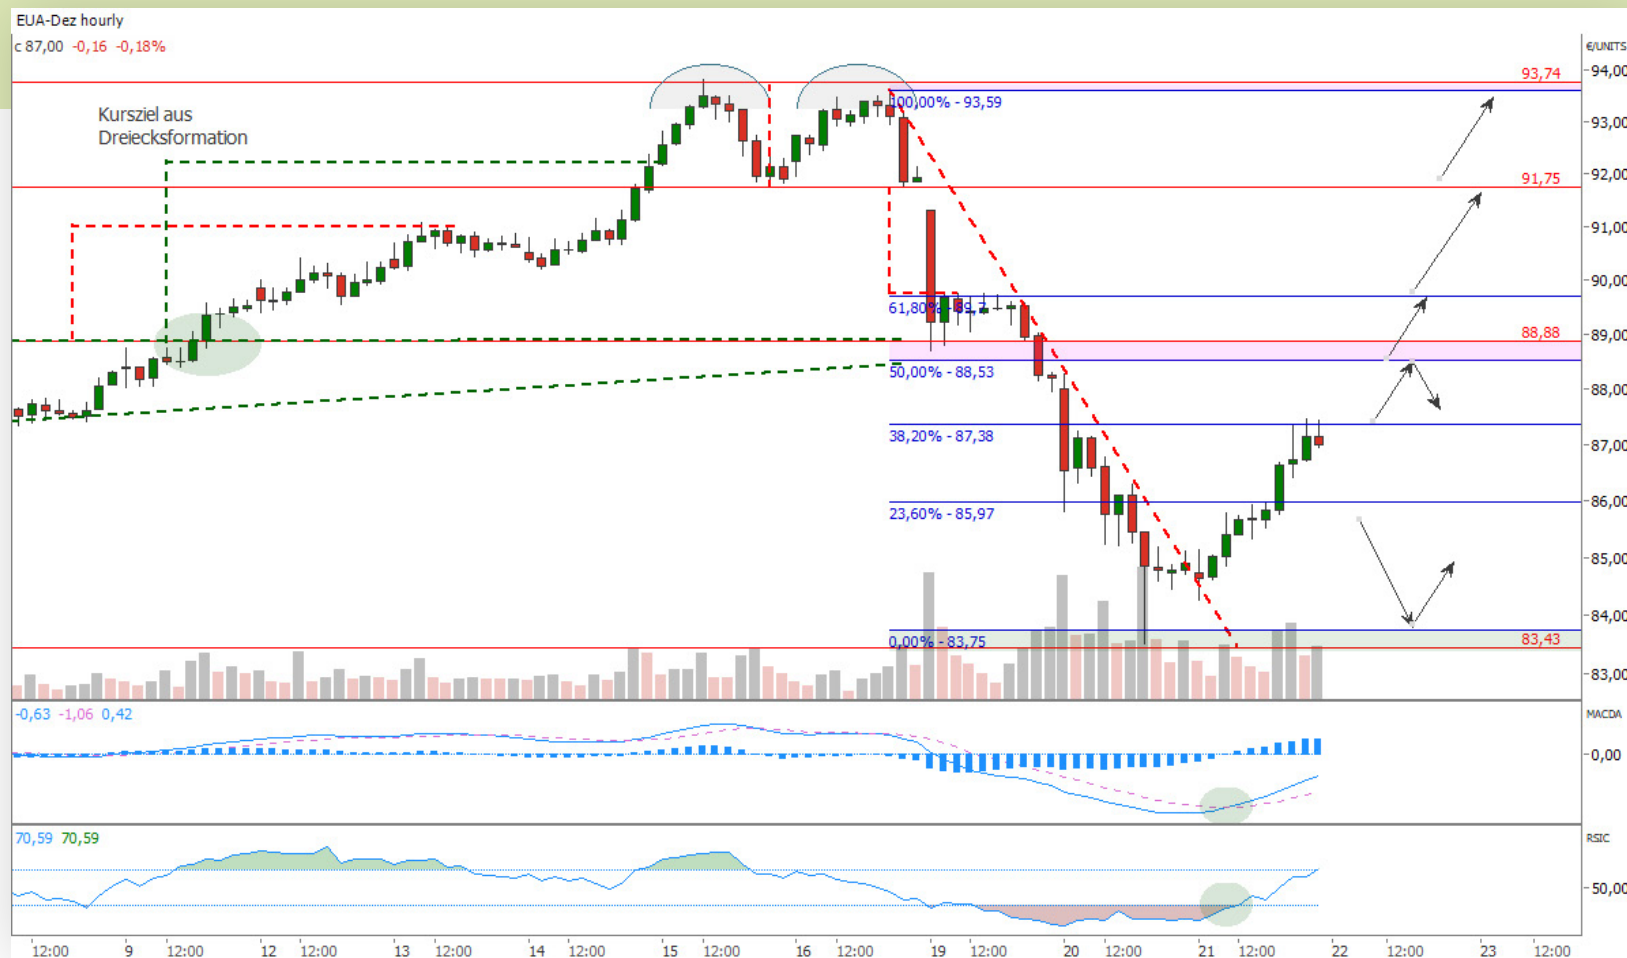 EUA-Dez hourly
c 87,00 -0,16 -0,18%
€/UNITS
Kursziel aus
Dreiecksformation
93,74
100,00% - 93,59
91,75
61,80%
88,88
50,00% - 88,53
38,20% - 87,38
23,60% - 85,97
0,00% - 83,75
83,43
94,00
93,00
92,00
91,00
90,00
89,00
88,00
87,00
86,00
85,00
84,00
83,00
-0,63 -1,06 0,42
MACDA
0,00
70,59 70,59
RSIC
50,00
12:00 9 12:00 12 12:00 13 12:00 14 12:00 15 12:00 16 12:00 19 12:00 20 12:00 21 12:00 22 12:00 23 12:00